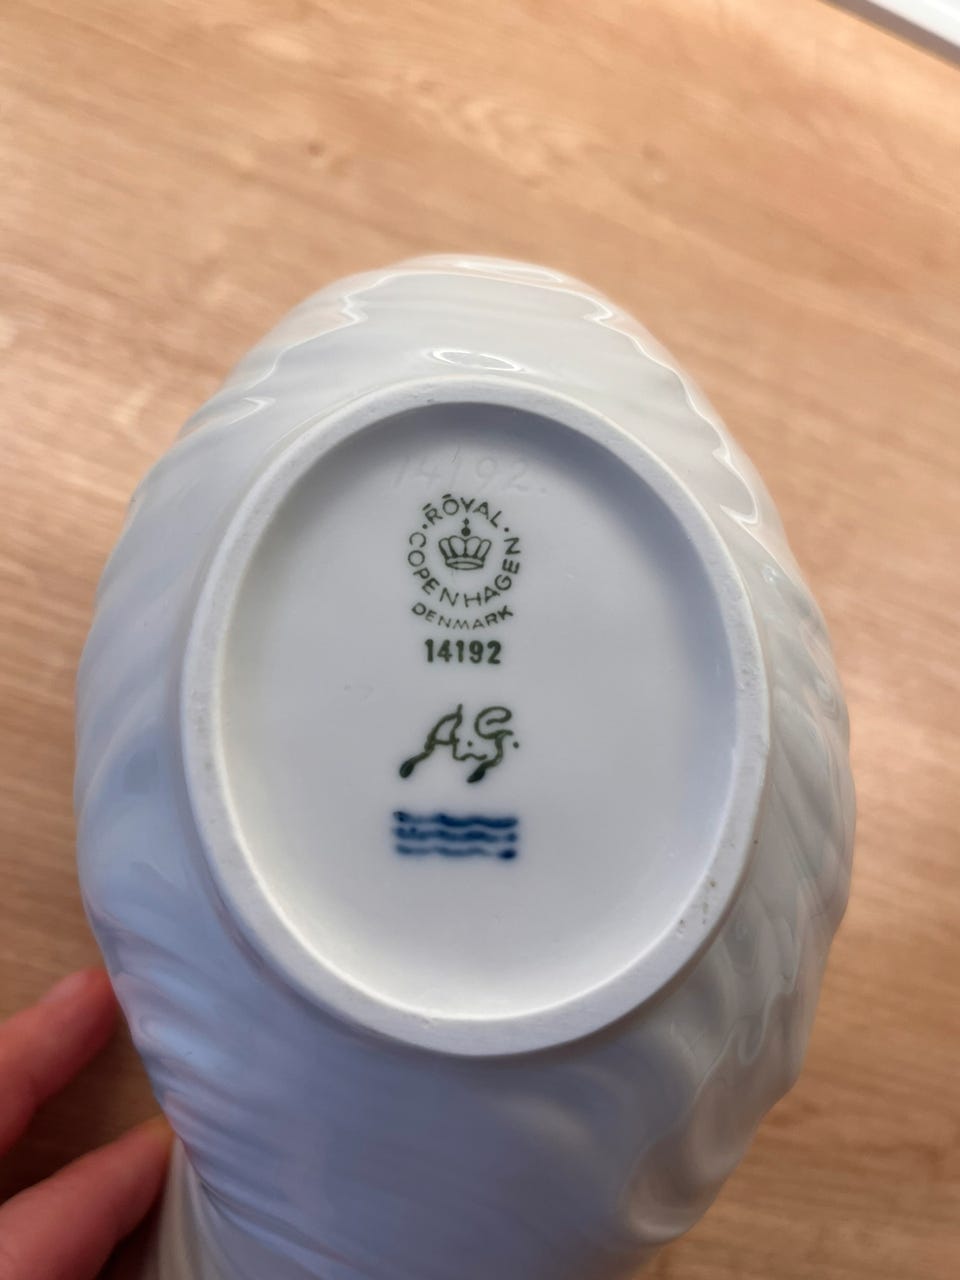 14192.
ROYAL
COPENHAGEN
DENMARK
14192
A.G.